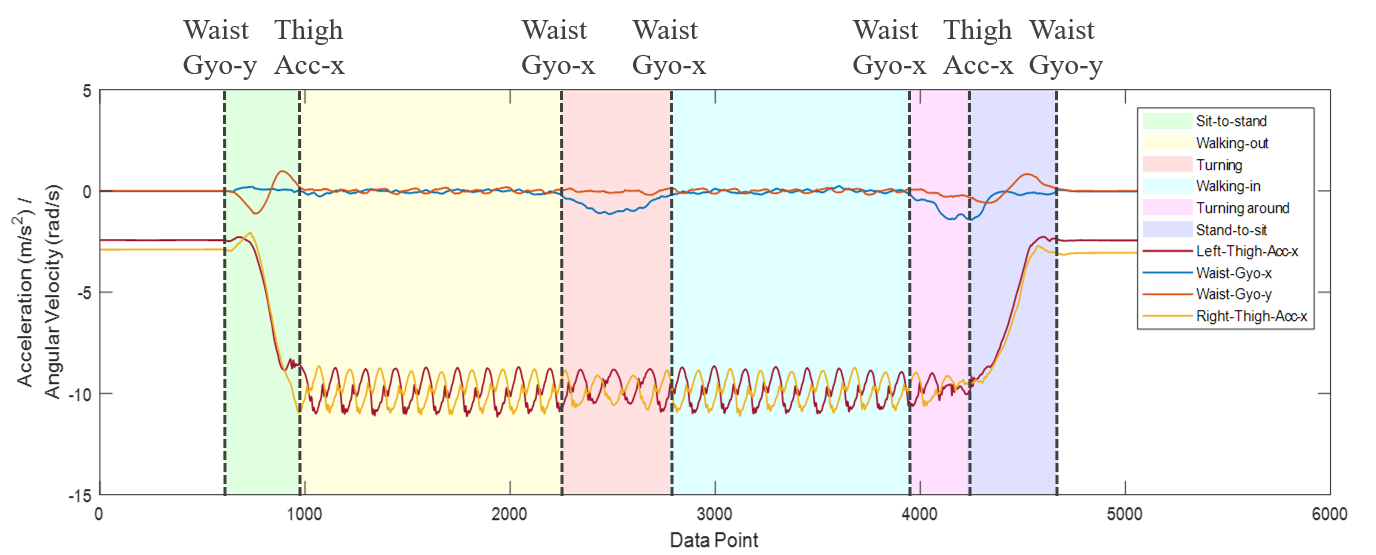 Waist Thigh Waist Waist Waist Thigh Waist
Gyo-y Acc-x Gyo-x Gyo-x Gyo-x Acc-x Gyo-y
5
0
-5
-10
-15
Acceleration (m/s²) /
Angular Velocity (rad/s)
Sit-to-stand
Walking-out
Turning
Walking-in
Turning around
Stand-to-sit
Left-Thigh-Acc-x
Waist-Gyo-x
Waist-Gyo-y
Right-Thigh-Acc-x
0 1000 2000 3000 4000 5000 6000
Data Point